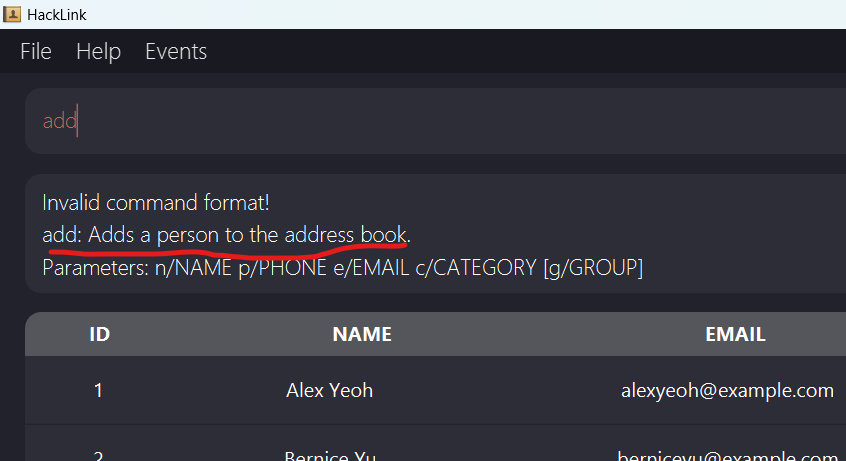 HackLink
File Help Events
add
Invalid command format!
add: Adds a person to the address book.
Parameters: n/NAME p/PHONE e/EMAIL c/CATEGORY [g/GROUP]
ID NAME EMAIL
1 Alex Yeoh alexyeoh@example.com
2 Bernice Yu berniceyu@example.com